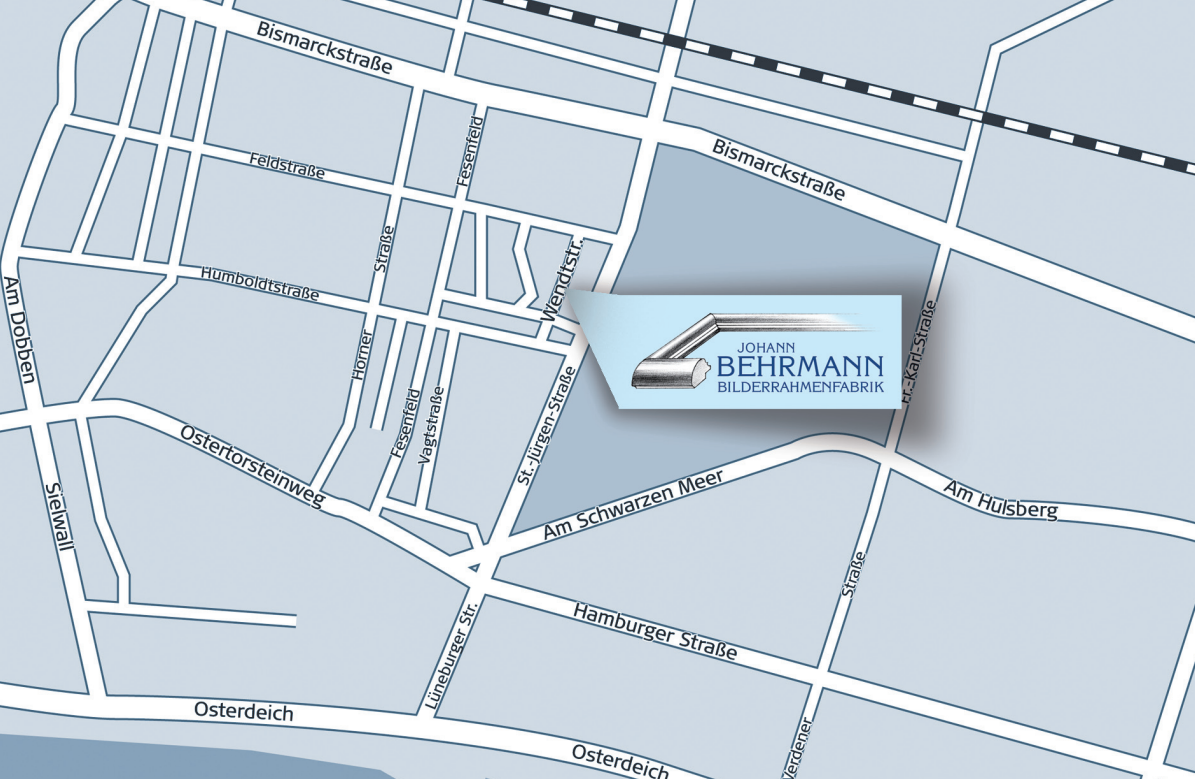 Bismarckstraße
Bismarckstraße
Feldstraße
Fesenfeld
Straße
Wendtstr.
Humboldtstraße
Am Dobben
Horner
JOHANN
BEHRMANN
BILDERRAHMENFABRIK
Fr.-Karl-Straße
Fesenfeld
Vagtstraße
St.-Jürgen-Straße
Ostertorsteinweg
Am Schwarzen Meer
Am Hulsberg
Sielwall
Straße
Lüneburger Str.
Hamburger Straße
Osterdeich
Osterdeich
Verdener